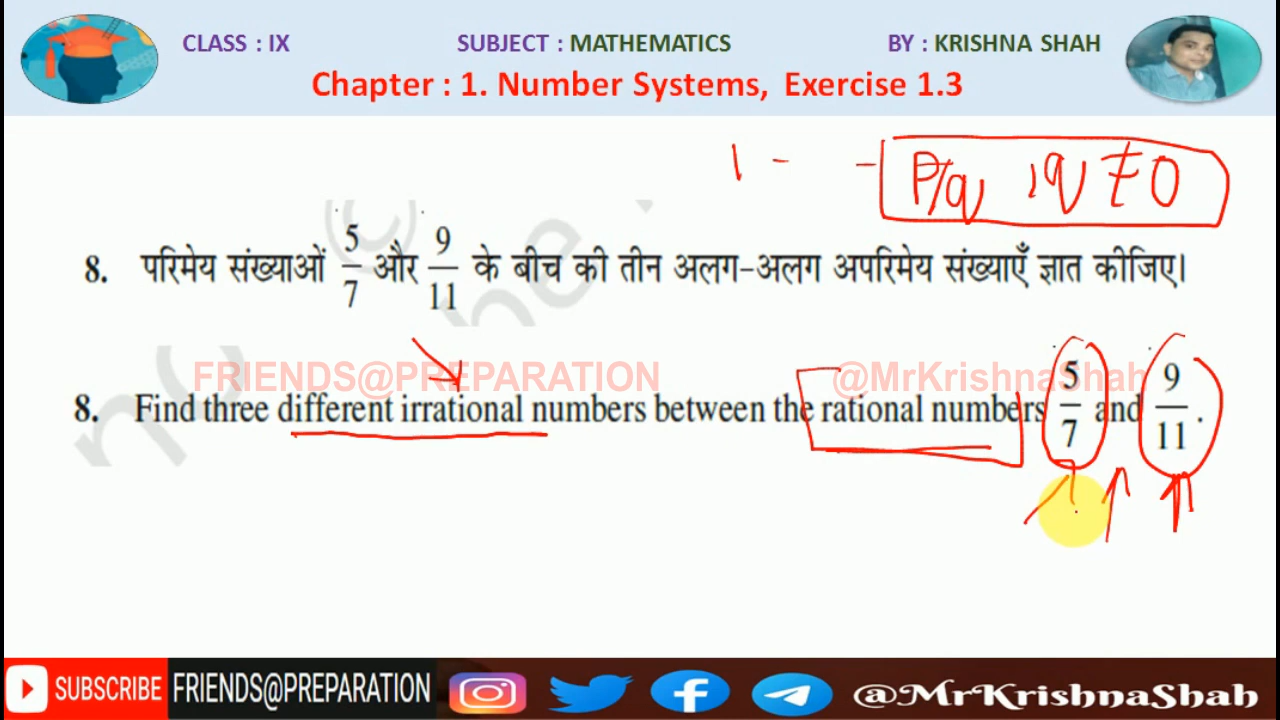 CLASS : IX SUBJECT : MATHEMATICS BY : KRISHNA SHAH
Chapter : 1. Number Systems, Exercise 1.3
P/q , q ≠ 0
8. परिमेय संख्याओं 5/7 और 9/11 के बीच की तीन अलग-अलग अपरिमेय संख्याएँ ज्ञात कीजिए।
FRIENDS@PREPARATION @MrKrishnaShah
8. Find three different irrational numbers between the rational numbers 5/7 and 9/11.
SUBSCRIBE FRIENDS@PREPARATION @MrKrishnaShah